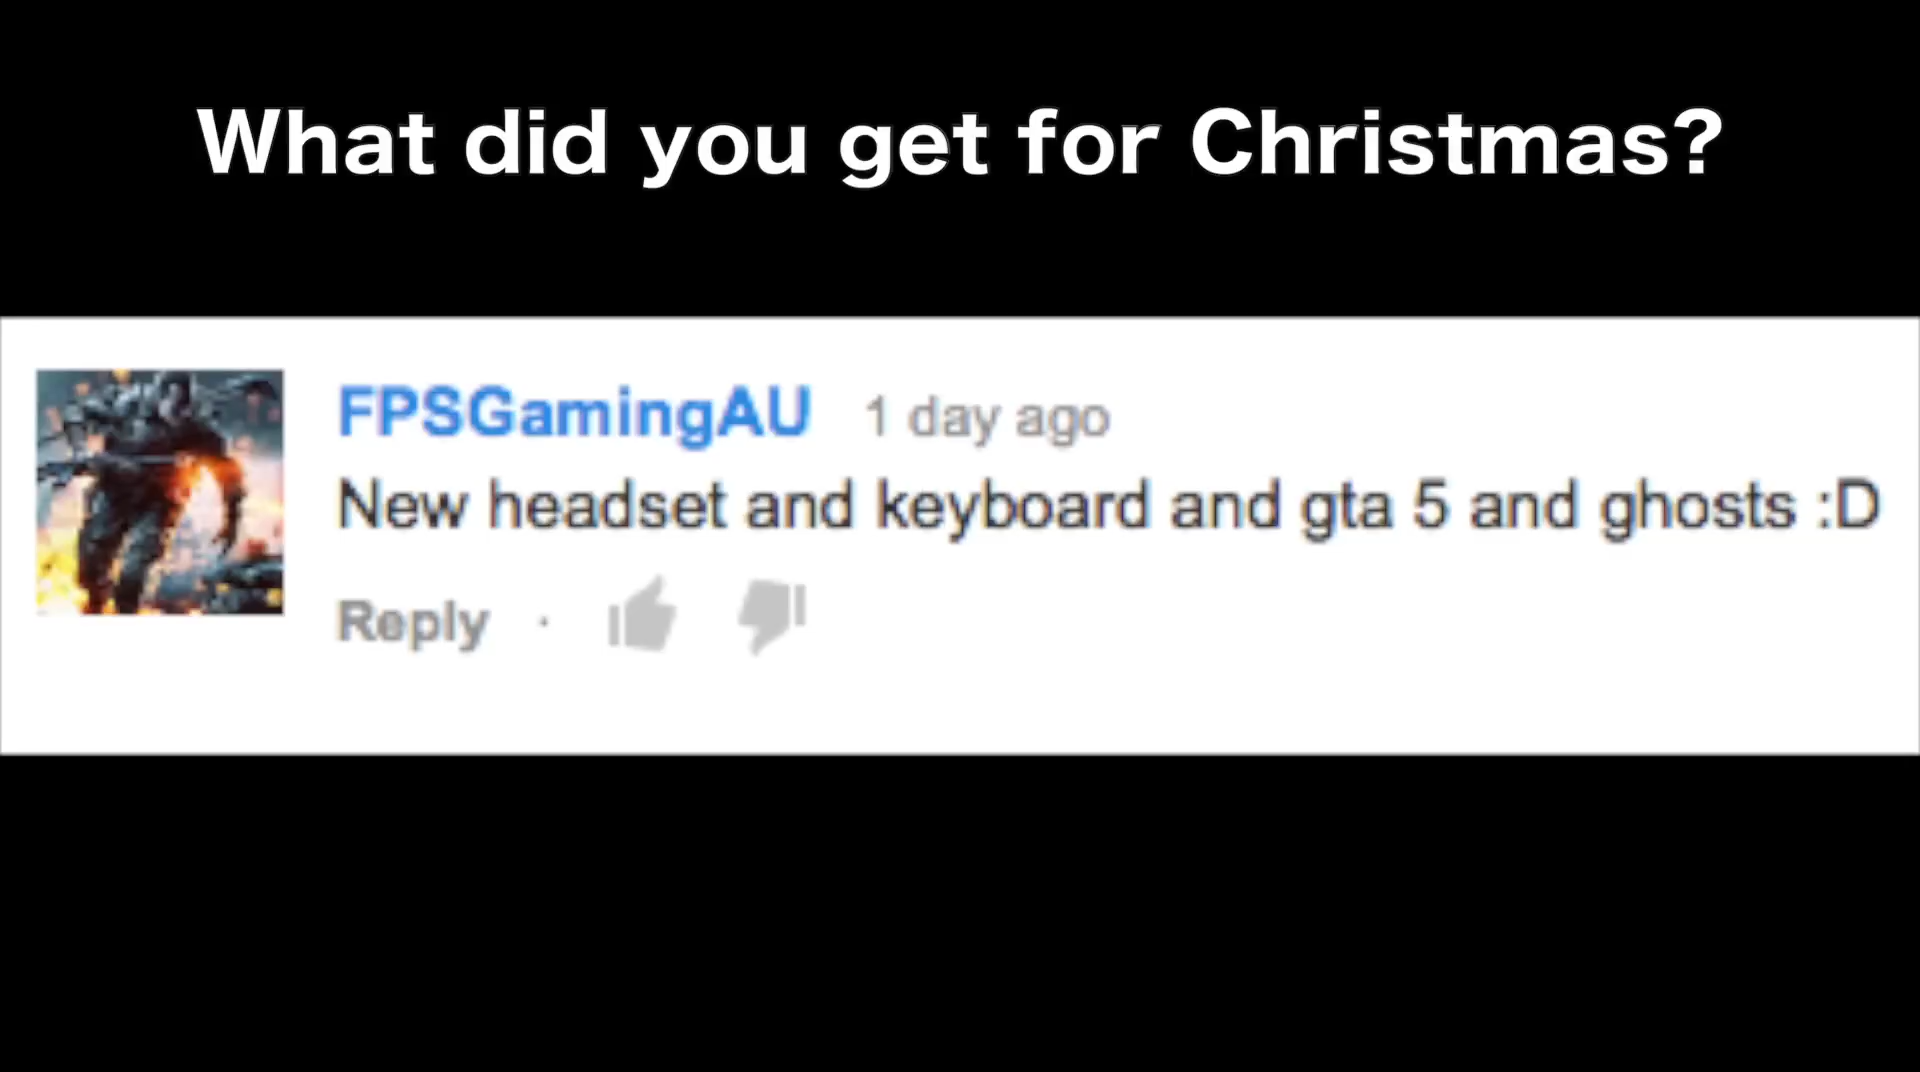 What did you get for Christmas?
FPSGamingAU 1 day ago
New headset and keyboard and gta 5 and ghosts :D
Reply ·